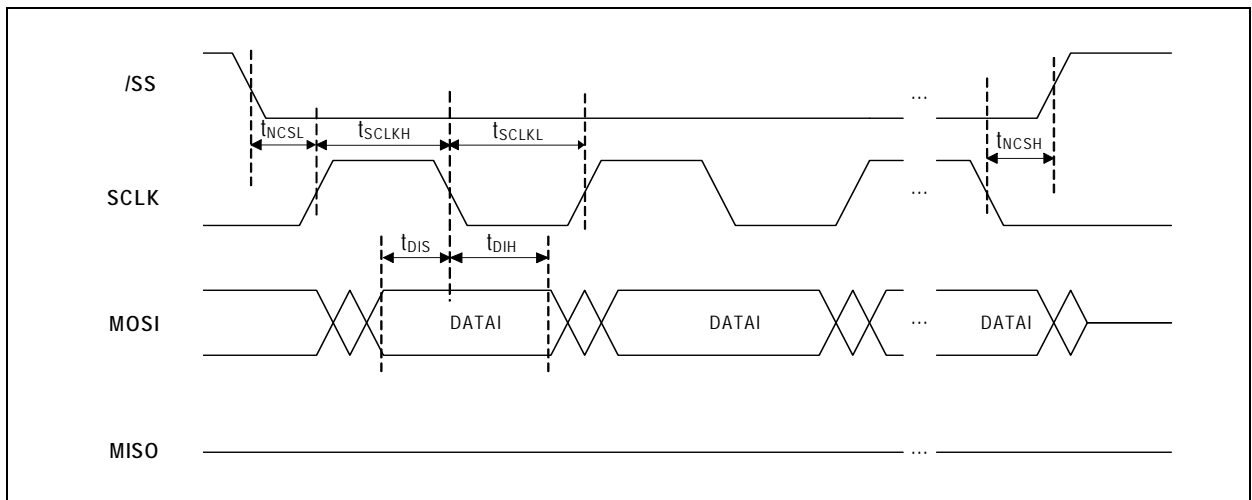 /SS
...
tNCSL
tSCLKH
tSCLKL
tNCSH
SCLK
...
tDIS
tDIH
MOSI
DATAI
DATAI
...
DATAI
MISO
...